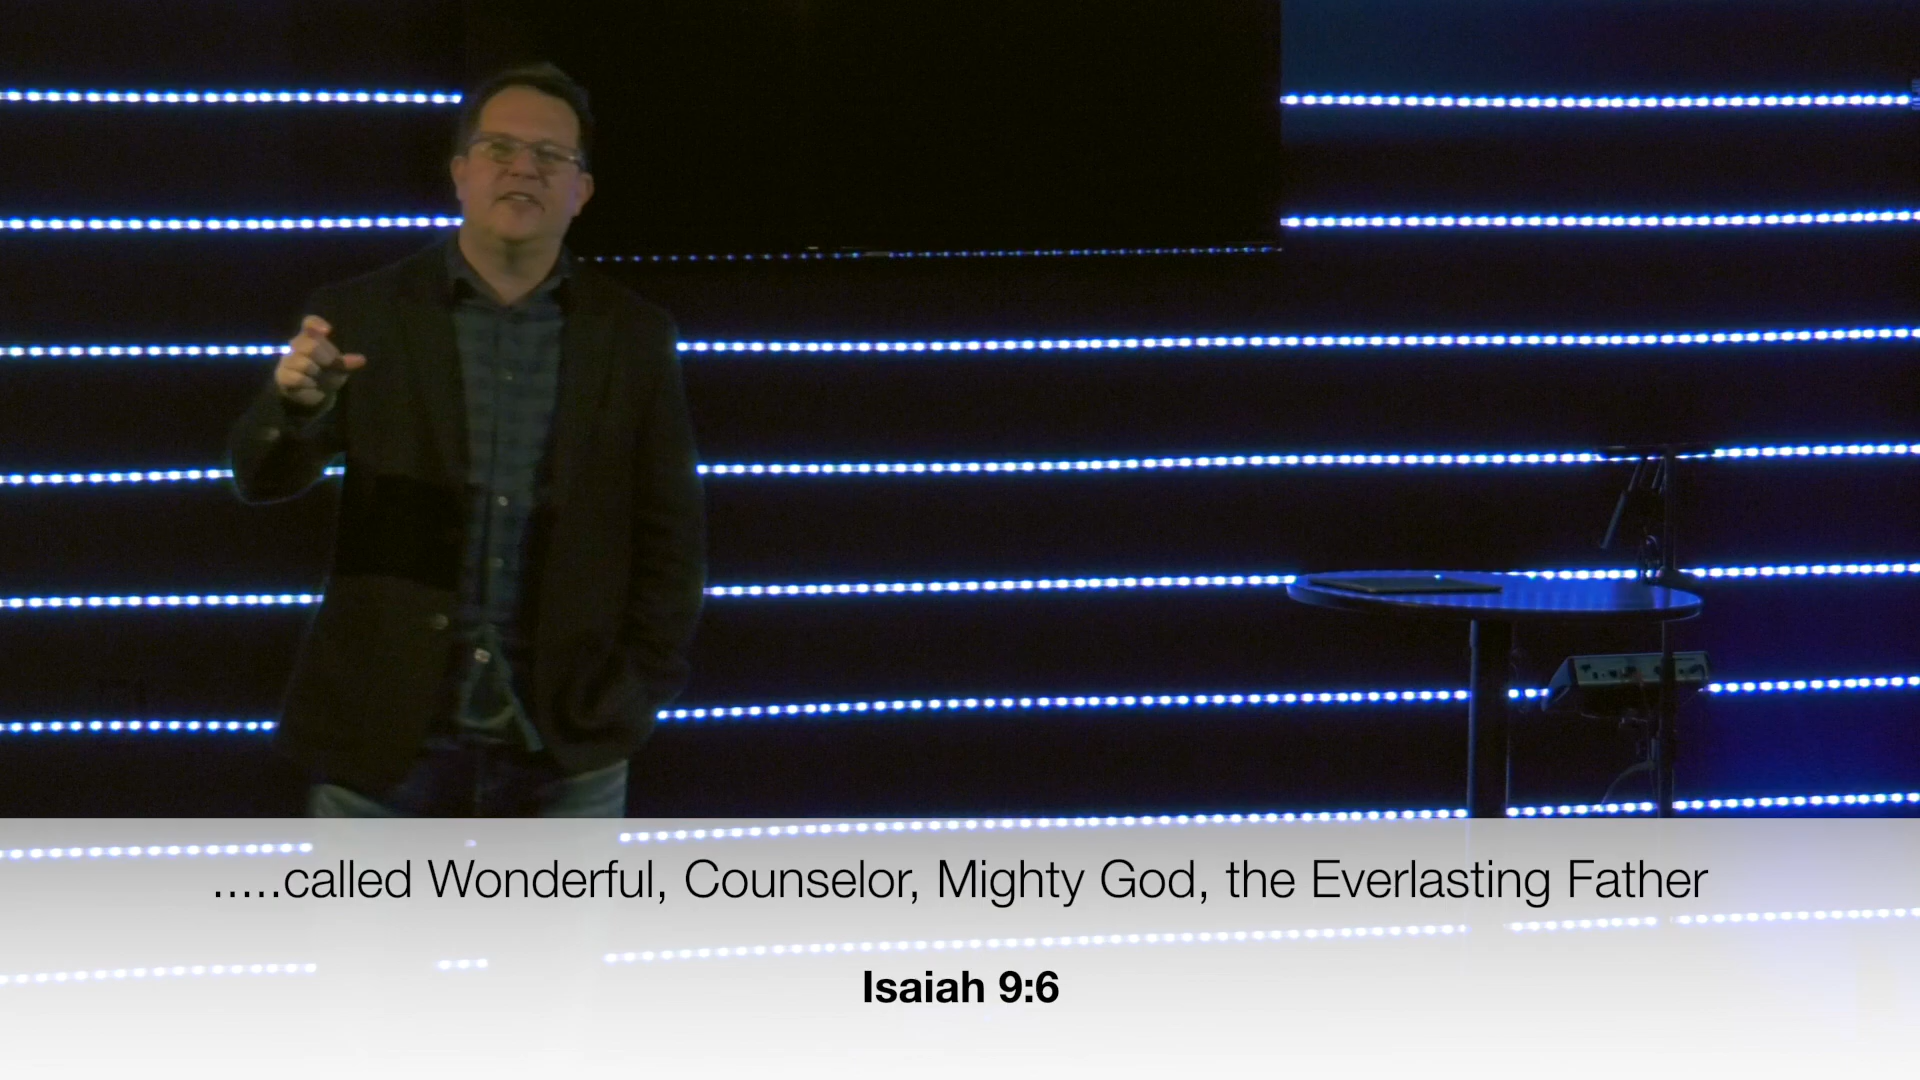 .....called Wonderful, Counselor, Mighty God, the Everlasting Father
Isaiah 9:6